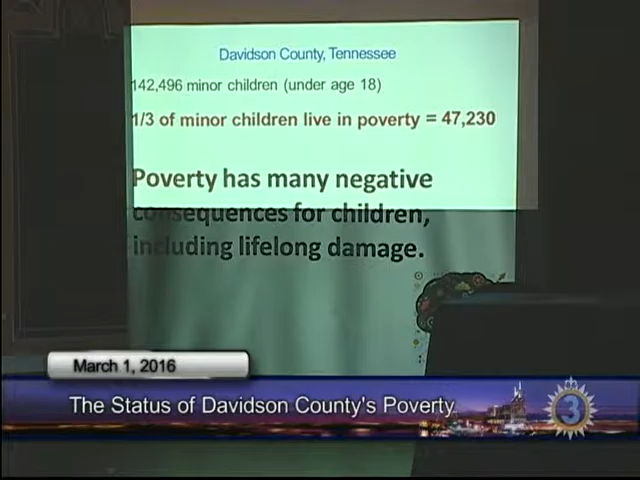 Davidson County, Tennessee
142,496 minor children (under age 18)
1/3 of minor children live in poverty = 47,230
Poverty has many negative
consequences for children,
including lifelong damage.
March 1, 2016
The Status of Davidson County's Poverty
3